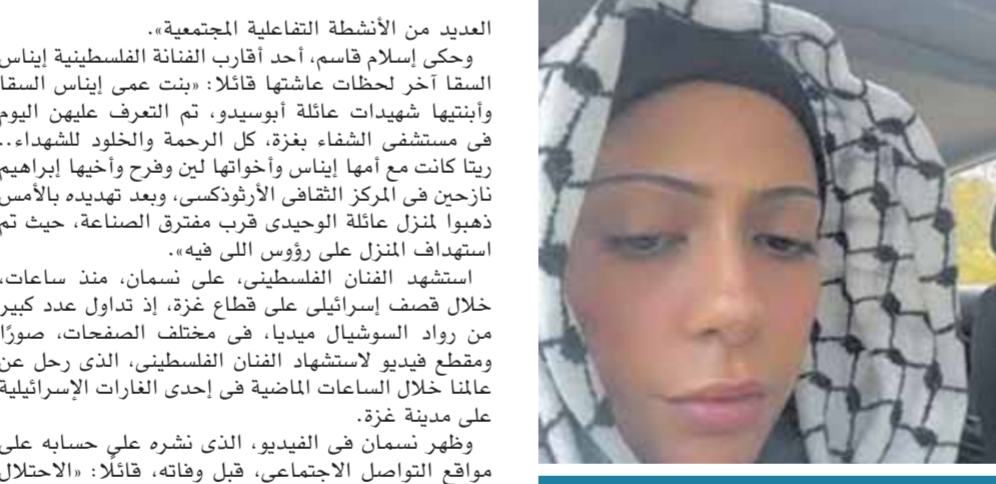 العديد من الأنشطة التفاعلية المجتمعية».
وحكى إسلام قاسم، أحد أقارب الفنانة الفلسطينية إيناس
السقا آخر لحظات عاشتها قائلا: «بنت عمى إيناس السقا
وأبنتيها شهيدات عائلة أبوسيدو، تم التعرف عليهن اليوم
فى مستشفى الشفاء بغزة، كل الرحمة والخلود للشهداء..
ريتا كانت مع أمها إيناس وأخواتها لين وفرح وأخيها إبراهيم
نازحين فى المركز الثقافى الأرثوذكسى، وبعد تهديده بالأمس
ذهبوا لمنزل عائلة الوحيدى قرب مفترق الصناعة، حيث تم
استهداف المنزل على رؤوس اللى فيه».
استشهد الفنان الفلسطينى، على نسمان، منذ ساعات،
خلال قصف إسرائيلى على قطاع غزة، إذ تداول عدد كبير
من رواد السوشيال ميديا، فى مختلف الصفحات، صورًا
ومقطع فيديو لاستشهاد الفنان الفلسطينى، الذى رحل عن
عالمنا خلال الساعات الماضية فى إحدى الغارات الإسرائيلية
على مدينة غزة.
وظهر نسمان فى الفيديو، الذى نشره على حسابه على
مواقع التواصل الاجتماعى، قبل وفاته، قائلًا: «الاحتلال